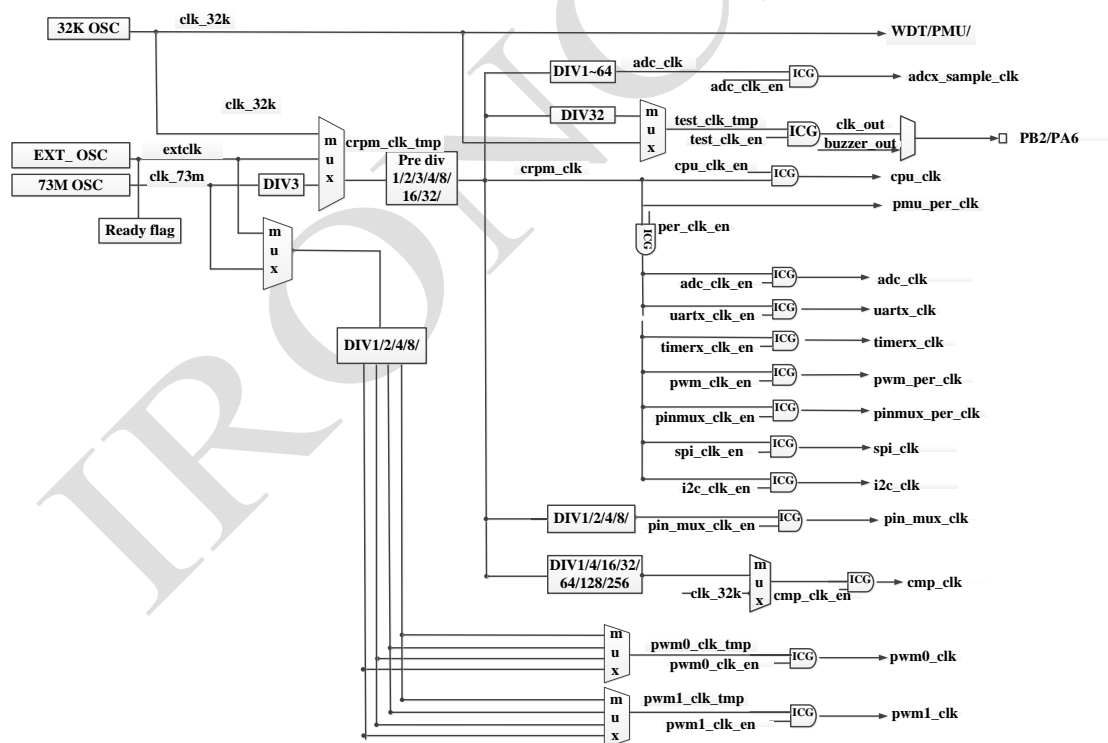 32K OSC
clk_32k
WDT/PMU/
DIV1~64
adc_clk
ICG
adc_clk_en
adcx_sample_clk
clk_32k
DIV32
m
u
x
test_clk_tmp
test_clk_en
ICG
clk_out
buzzer_out
PB2/PA6
EXT_ OSC
extclk
73M OSC
clk_73m
DIV3
m
u
x
crpm_clk_tmp
Pre div
1/2/3/4/8/
16/32/
crpm_clk
cpu_clk_en
ICG
cpu_clk
pmu_per_clk
Ready flag
m
u
x
ICG
per_clk_en
adc_clk_en
ICG
adc_clk
uartx_clk_en
ICG
uartx_clk
DIV1/2/4/8/
timerx_clk_en
ICG
timerx_clk
pwm_clk_en
ICG
pwm_per_clk
pinmux_clk_en
ICG
pinmux_per_clk
spi_clk_en
ICG
spi_clk
i2c_clk_en
ICG
i2c_clk
DIV1/2/4/8/
pin_mux_clk_en
ICG
pin_mux_clk
DIV1/4/16/32/
64/128/256
clk_32k
m
u
x
cmp_clk_en
ICG
cmp_clk
m
u
x
pwm0_clk_tmp
pwm0_clk_en
ICG
pwm0_clk
m
u
x
pwm1_clk_tmp
pwm1_clk_en
ICG
pwm1_clk
IRONC